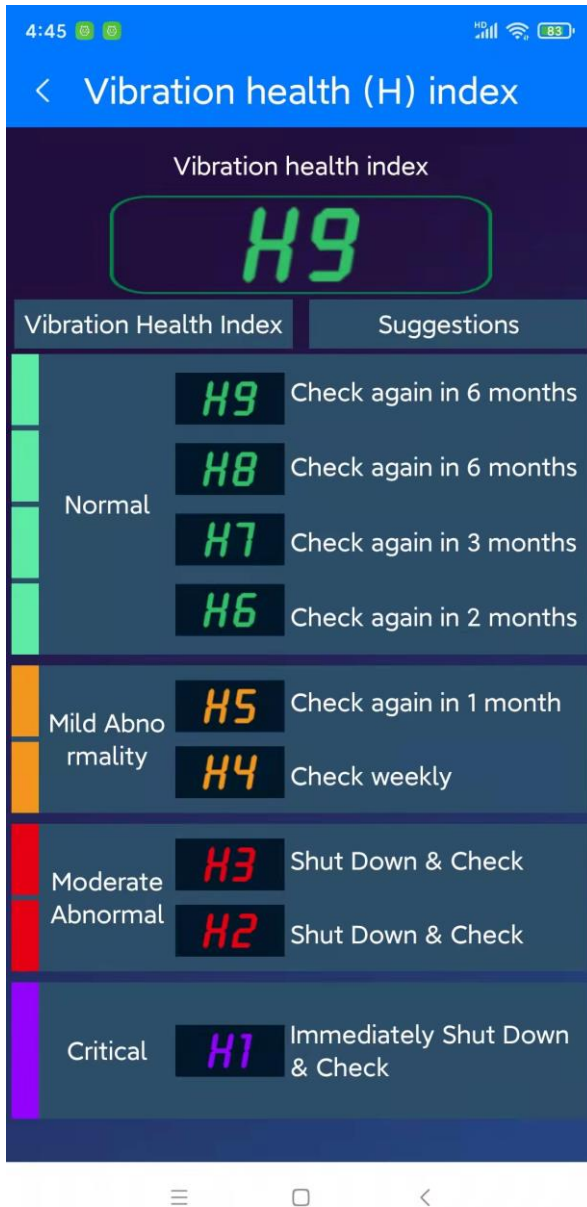 4:45 HD 83
Vibration health (H) index
Vibration health index
H9
Vibration Health Index Suggestions
Normal
H9 Check again in 6 months
H8 Check again in 6 months
H7 Check again in 3 months
H6 Check again in 2 months
Mild Abno
rmality
H5 Check again in 1 month
H4 Check weekly
Moderate
Abnormal
H3 Shut Down & Check
H2 Shut Down & Check
Critical
H1 Immediately Shut Down
& Check